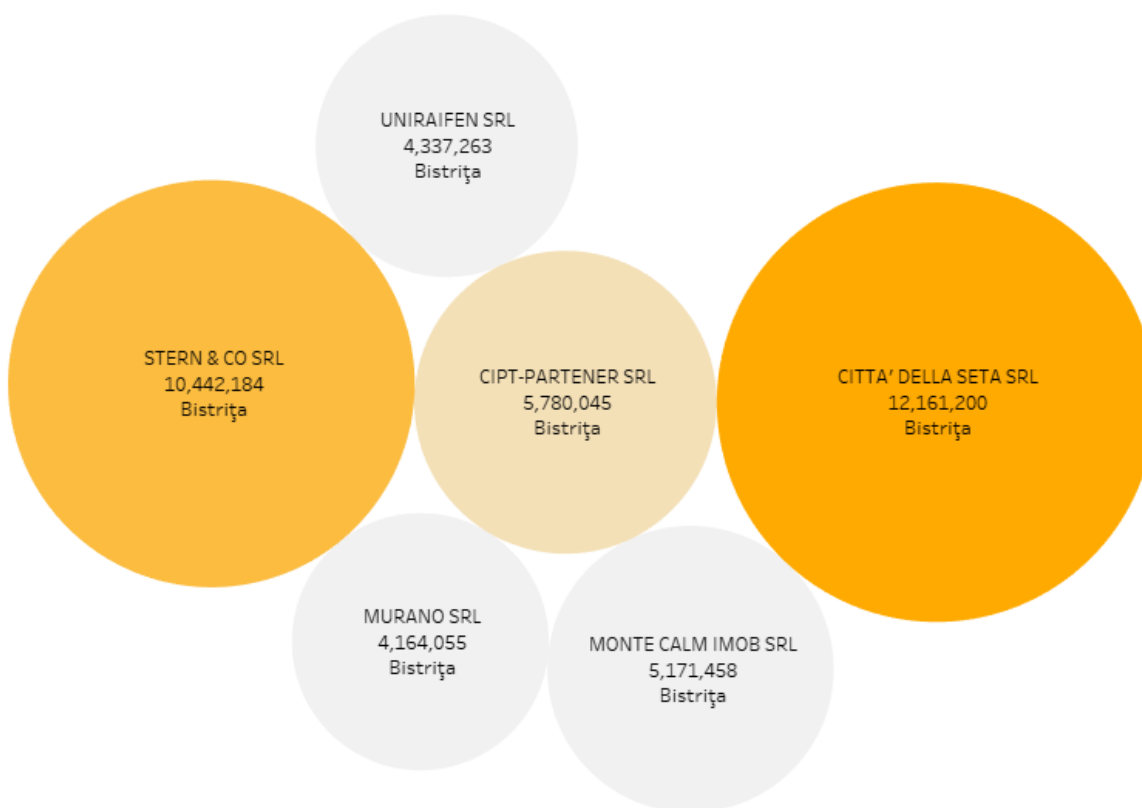 UNIRAIFEN SRL
4,337,263
Bistriţa
STERN & CO SRL
10,442,184
Bistriţa
CIPT-PARTENER SRL
5,780,045
Bistriţa
CITTA’ DELLA SETA SRL
12,161,200
Bistriţa
MURANO SRL
4,164,055
Bistriţa
MONTE CALM IMOB SRL
5,171,458
Bistriţa